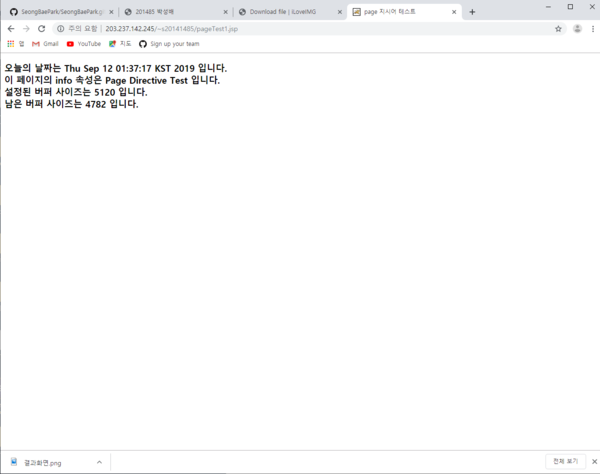 SeongBaePark/SeongBaePark.gi
201485 박성배
Download file | iLoveIMG
page 지시어 테스트
주의 요함 | 203.237.142.245/~s20141485/pageTest1.jsp
앱 Gmail YouTube 지도 Sign up your team
오늘의 날짜는 Thu Sep 12 01:37:17 KST 2019 입니다.
이 페이지의 info 속성은 Page Directive Test 입니다.
설정된 버퍼 사이즈는 5120 입니다.
남은 버퍼 사이즈는 4782 입니다.
결과화면.png
전체 보기